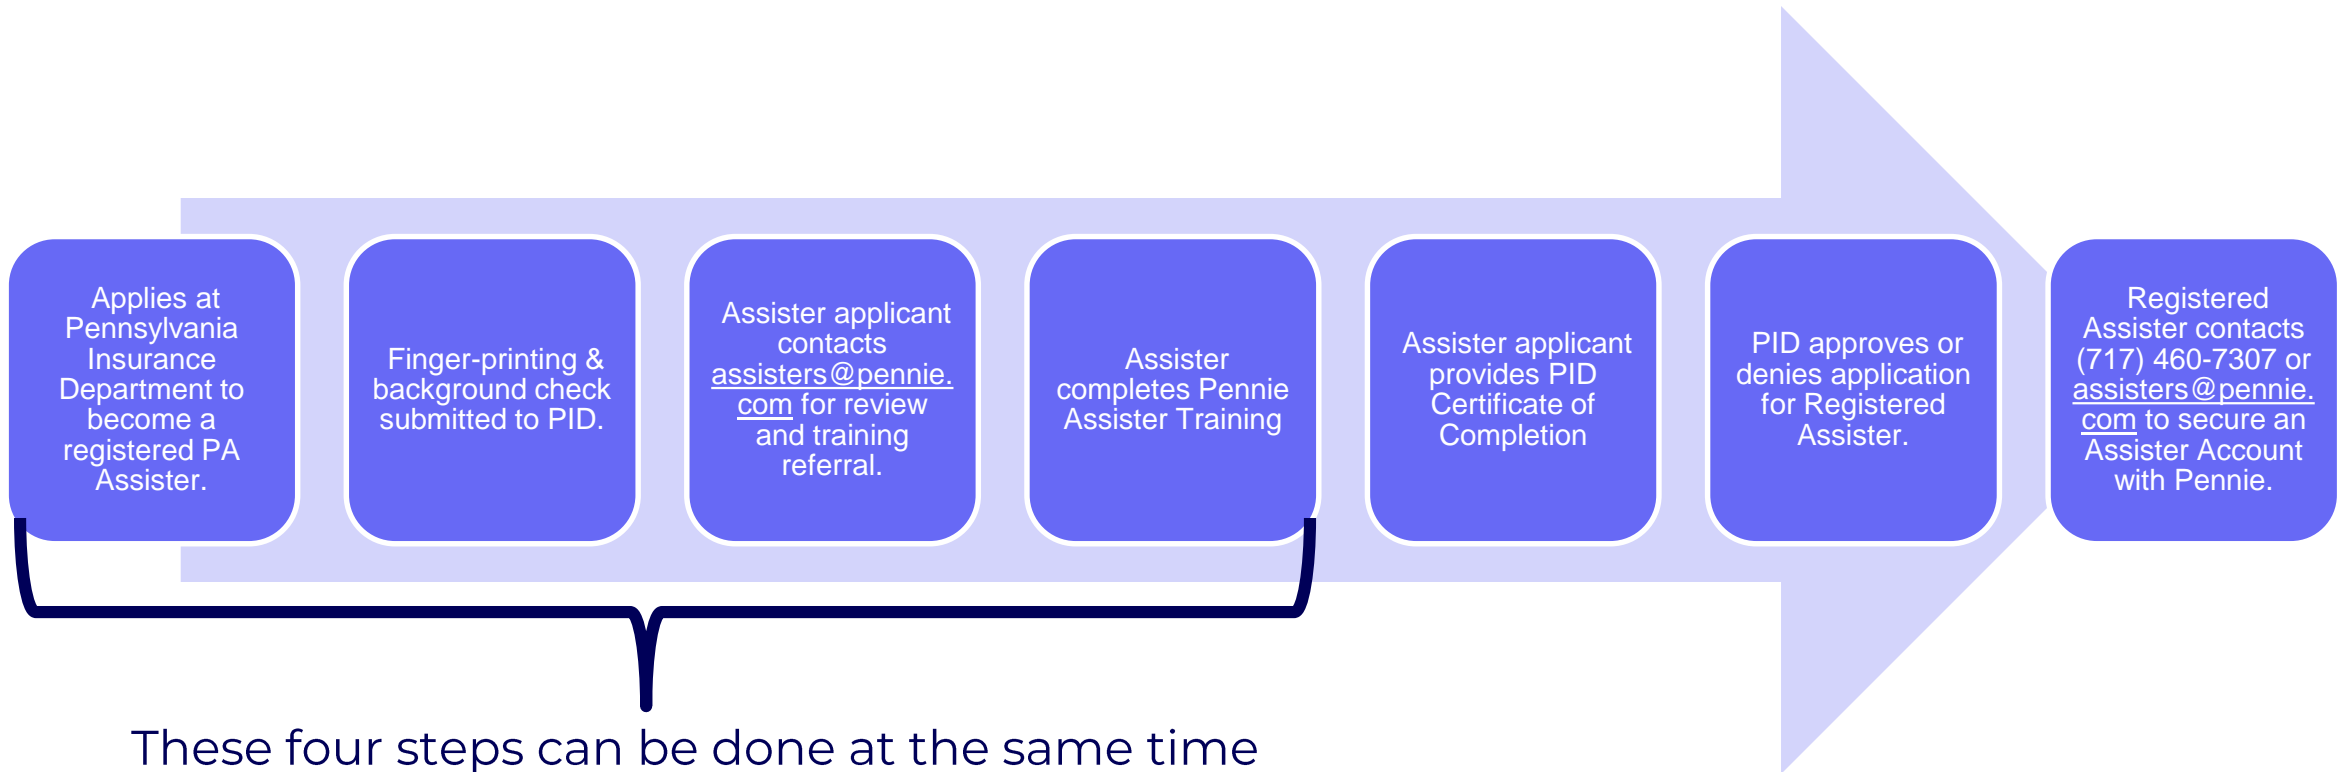 Applies at
Pennsylvania
Insurance
Department to
become a
registered PA
Assister.
Finger-printing &
background check
submitted to PID.
Assister applicant
contacts
assisters@pennie.
com for review
and training
referral.
Assister
completes Pennie
Assister Training
Assister applicant
provides PID
Certificate of
Completion
PID approves or
denies application
for Registered
Assister.
Registered
Assister contacts
(717) 460-7307 or
assisters@pennie.
com to secure an
Assister Account
with Pennie.
These four steps can be done at the same time